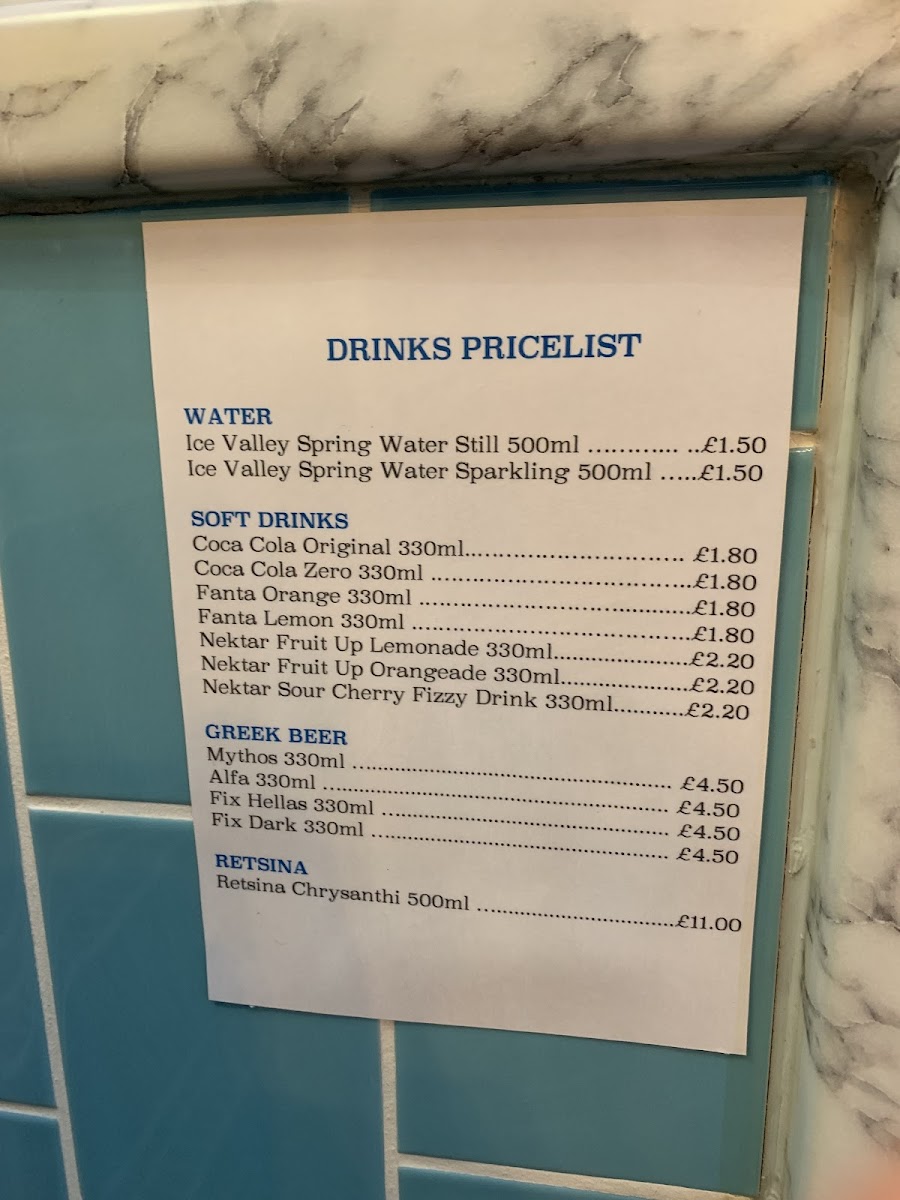 DRINKS PRICELIST
WATER
Ice Valley Spring Water Still 500ml ………… ..£1.50
Ice Valley Spring Water Sparkling 500ml …..£1.50
SOFT DRINKS
Coca Cola Original 330ml...……………………… £1.80
Coca Cola Zero 330ml ……………………………..£1.80
Fanta Orange 330ml ……………………….............£1.80
Fanta Lemon 330ml ………………………………..£1.80
Nektar Fruit Up Lemonade 330ml......................£2.20
Nektar Fruit Up Orangeade 330ml.....................£2.20
Nektar Sour Cherry Fizzy Drink 330ml............£2.20
GREEK BEER
Mythos 330ml ………………………………………… £4.50
Alfa 330ml …………………………………………… £4.50
Fix Hellas 330ml …………………………………… £4.50
Fix Dark 330ml ……………………………………… £4.50
RETSINA
Retsina Chrysanthi 500ml ………………………..£11.00